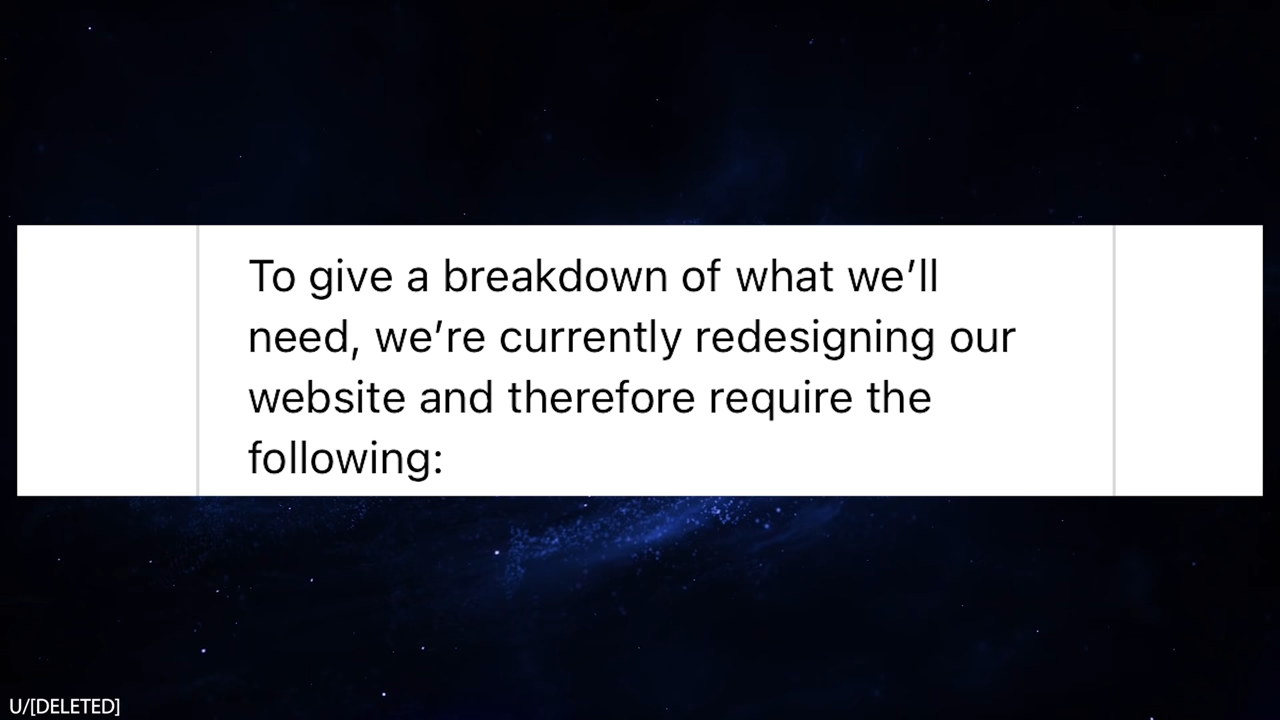 To give a breakdown of what we’ll
need, we’re currently redesigning our
website and therefore require the
following:
U/[DELETED]